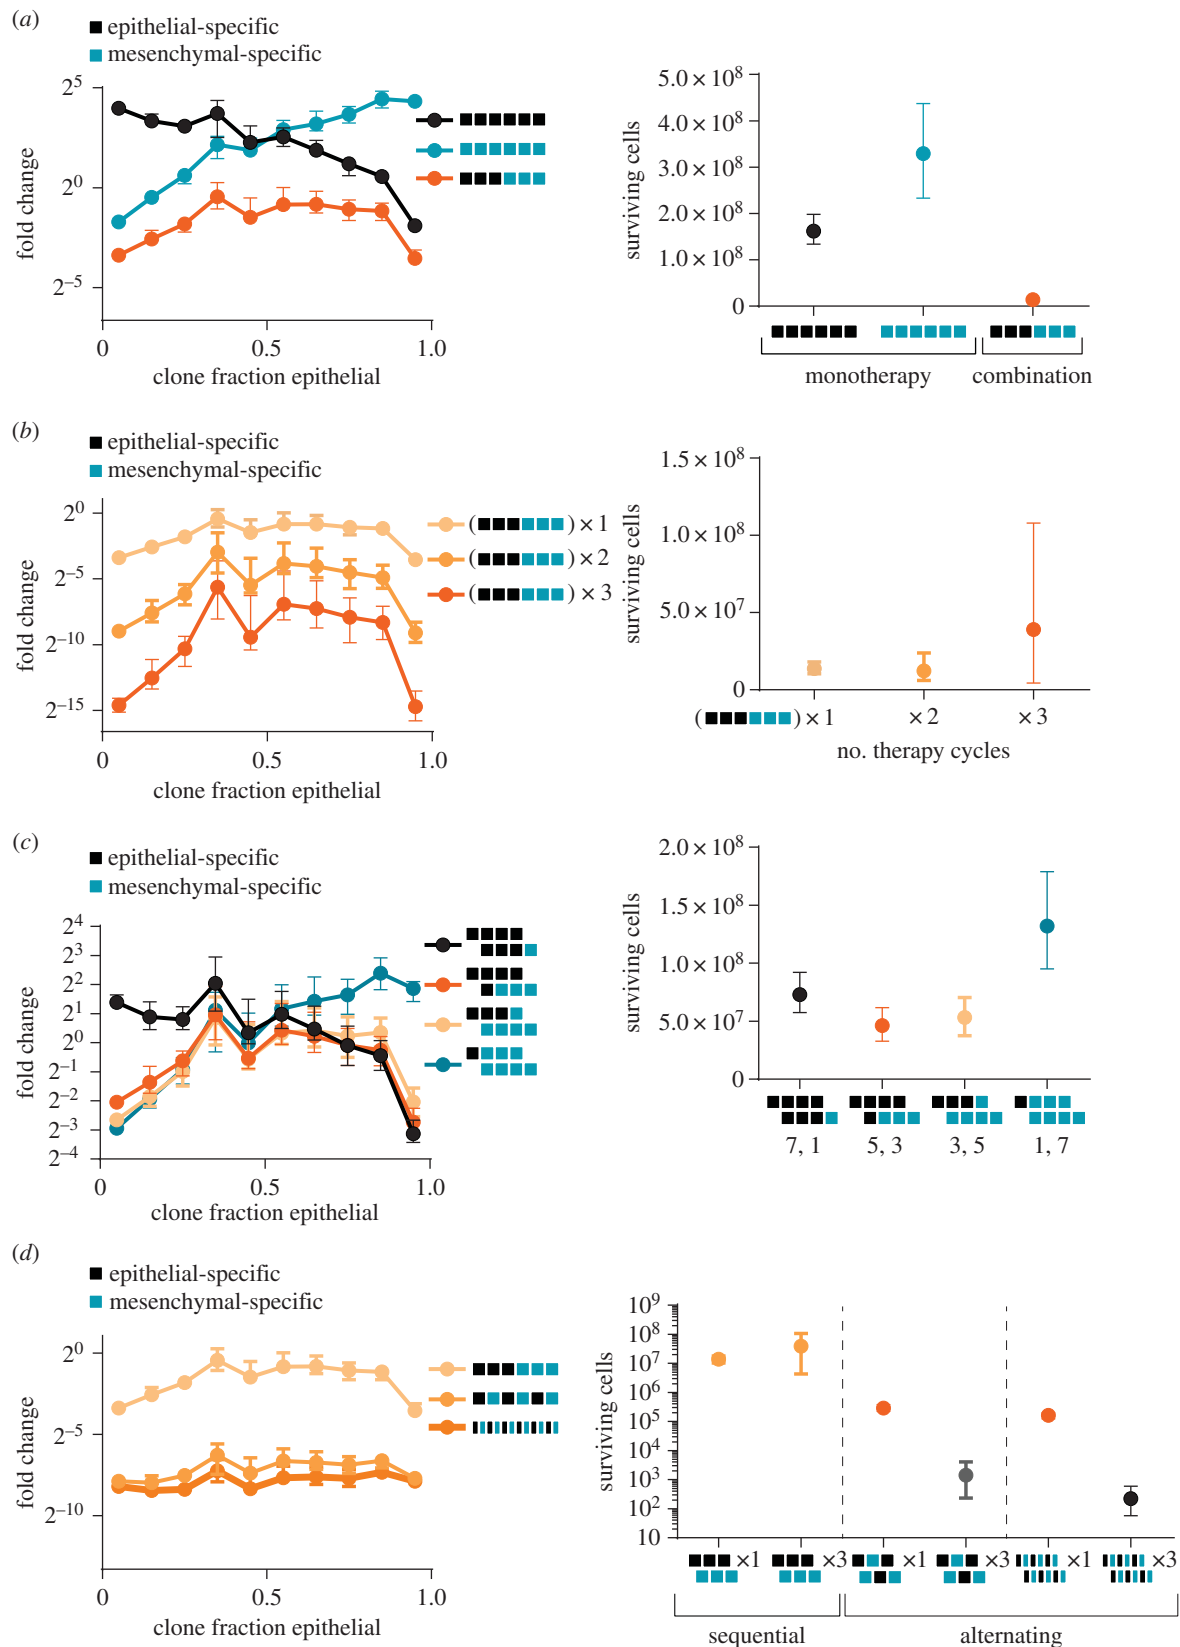 (a)
epithelial-specific
mesenchymal-specific
2^5
2^0
2^−5
fold change
0
0.5
1.0
clone fraction epithelial
5.0 × 10^8
4.0 × 10^8
3.0 × 10^8
2.0 × 10^8
1.0 × 10^8
0
surviving cells
monotherapy
combination
(b)
epithelial-specific
mesenchymal-specific
2^0
2^−5
2^−10
2^−15
fold change
0
0.5
1.0
clone fraction epithelial
( ) × 1
( ) × 2
( ) × 3
1.5 × 10^8
1.0 × 10^8
5.0 × 10^7
0
surviving cells
( ) × 1
× 2
× 3
no. therapy cycles
(c)
epithelial-specific
mesenchymal-specific
2^4
2^3
2^2
2^1
2^0
2^−1
2^−2
2^−3
2^−4
fold change
0
0.5
1.0
clone fraction epithelial
2.0 × 10^8
1.5 × 10^8
1.0 × 10^8
5.0 × 10^7
0
surviving cells
7, 1
5, 3
3, 5
1, 7
(d)
epithelial-specific
mesenchymal-specific
2^0
2^−5
2^−10
fold change
0
0.5
1.0
clone fraction epithelial
10^9
10^8
10^7
10^6
10^5
10^4
10^3
10^2
10
surviving cells
×1
×3
×1
×3
×1
×3
sequential
alternating